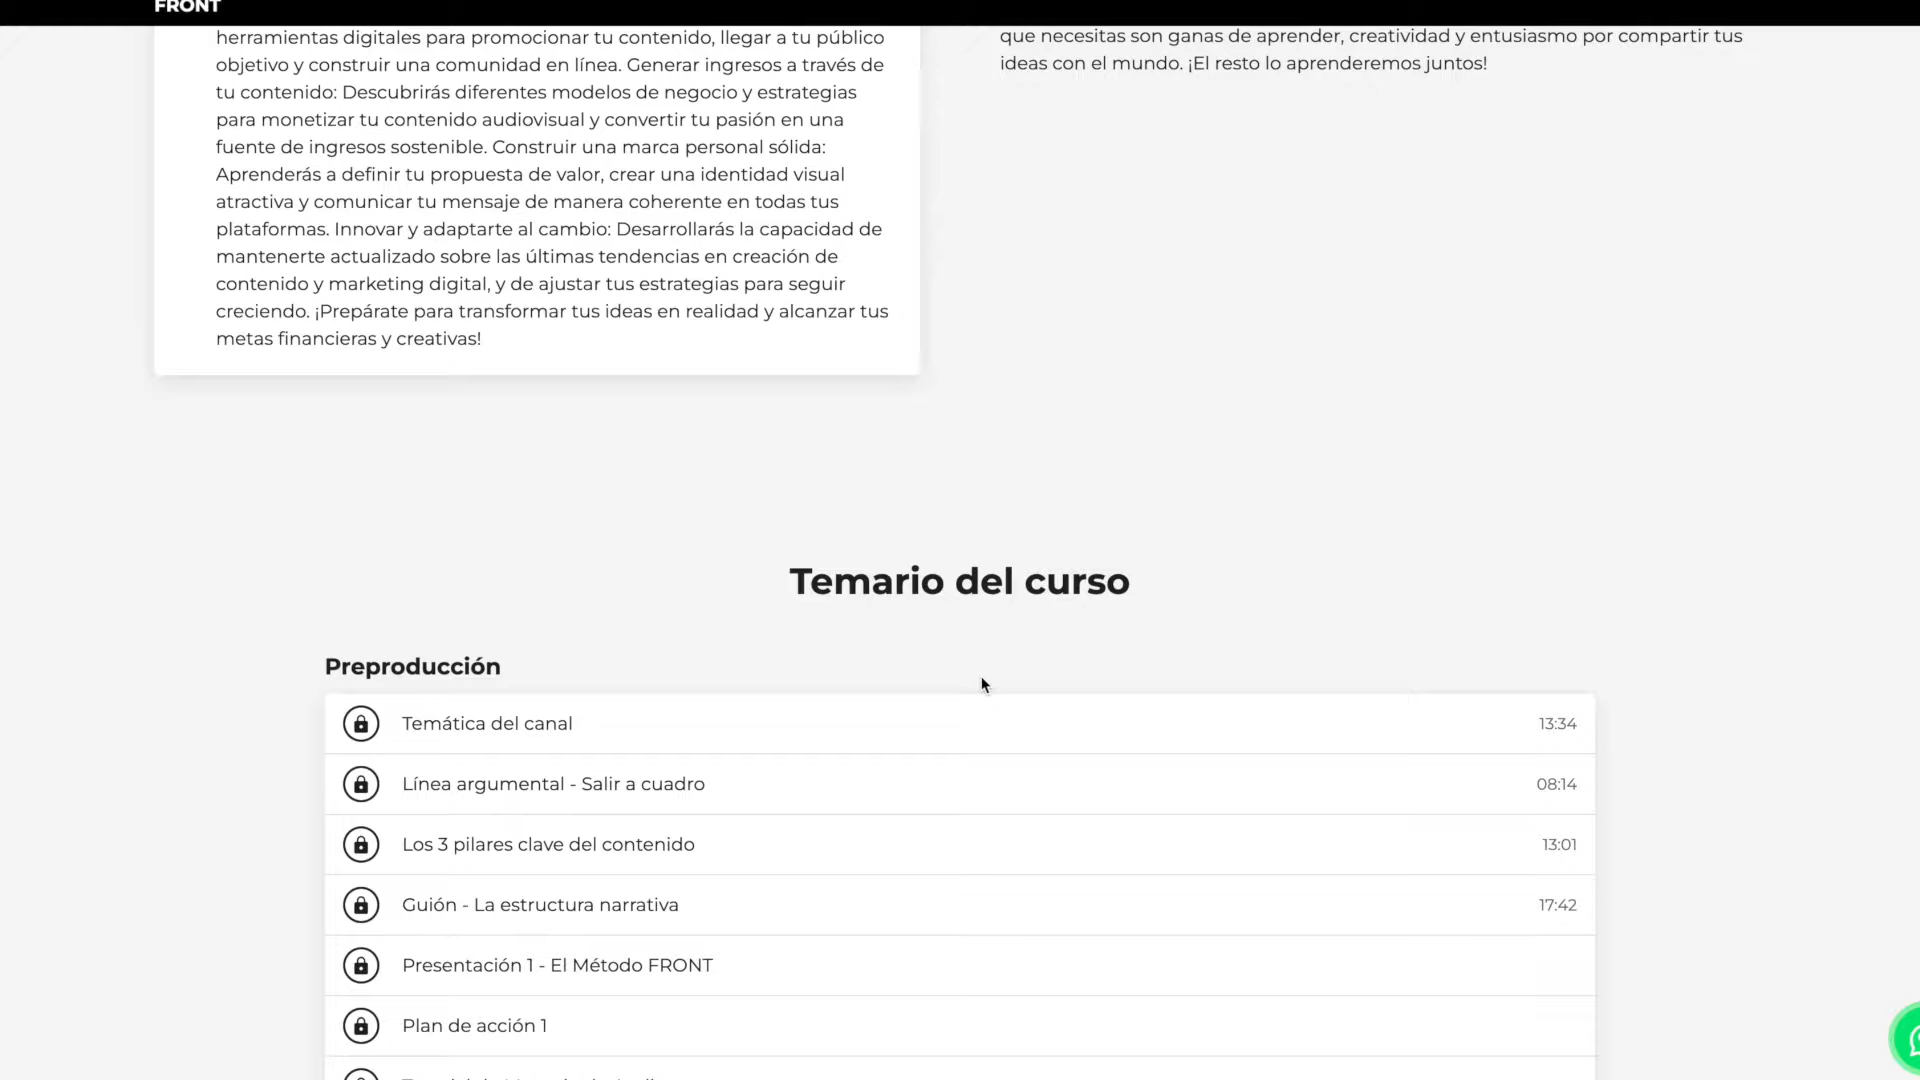 FRONT
herramientas digitales para promocionar tu contenido, llegar a tu público
objetivo y construir una comunidad en línea. Generar ingresos a través de
tu contenido: Descubrirás diferentes modelos de negocio y estrategias
para monetizar tu contenido audiovisual y convertir tu pasión en una
fuente de ingresos sostenible. Construir una marca personal sólida:
Aprenderás a definir tu propuesta de valor, crear una identidad visual
atractiva y comunicar tu mensaje de manera coherente en todas tus
plataformas. Innovar y adaptarte al cambio: Desarrollarás la capacidad de
mantenerte actualizado sobre las últimas tendencias en creación de
contenido y marketing digital, y de ajustar tus estrategias para seguir
creciendo. ¡Prepárate para transformar tus ideas en realidad y alcanzar tus
metas financieras y creativas!
que necesitas son ganas de aprender, creatividad y entusiasmo por compartir tus
ideas con el mundo. ¡El resto lo aprenderemos juntos!
Temario del curso
Preproducción
Temática del canal 13:34
Línea argumental - Salir a cuadro 08:14
Los 3 pilares clave del contenido 13:01
Guión - La estructura narrativa 17:42
Presentación 1 - El Método FRONT
Plan de acción 1